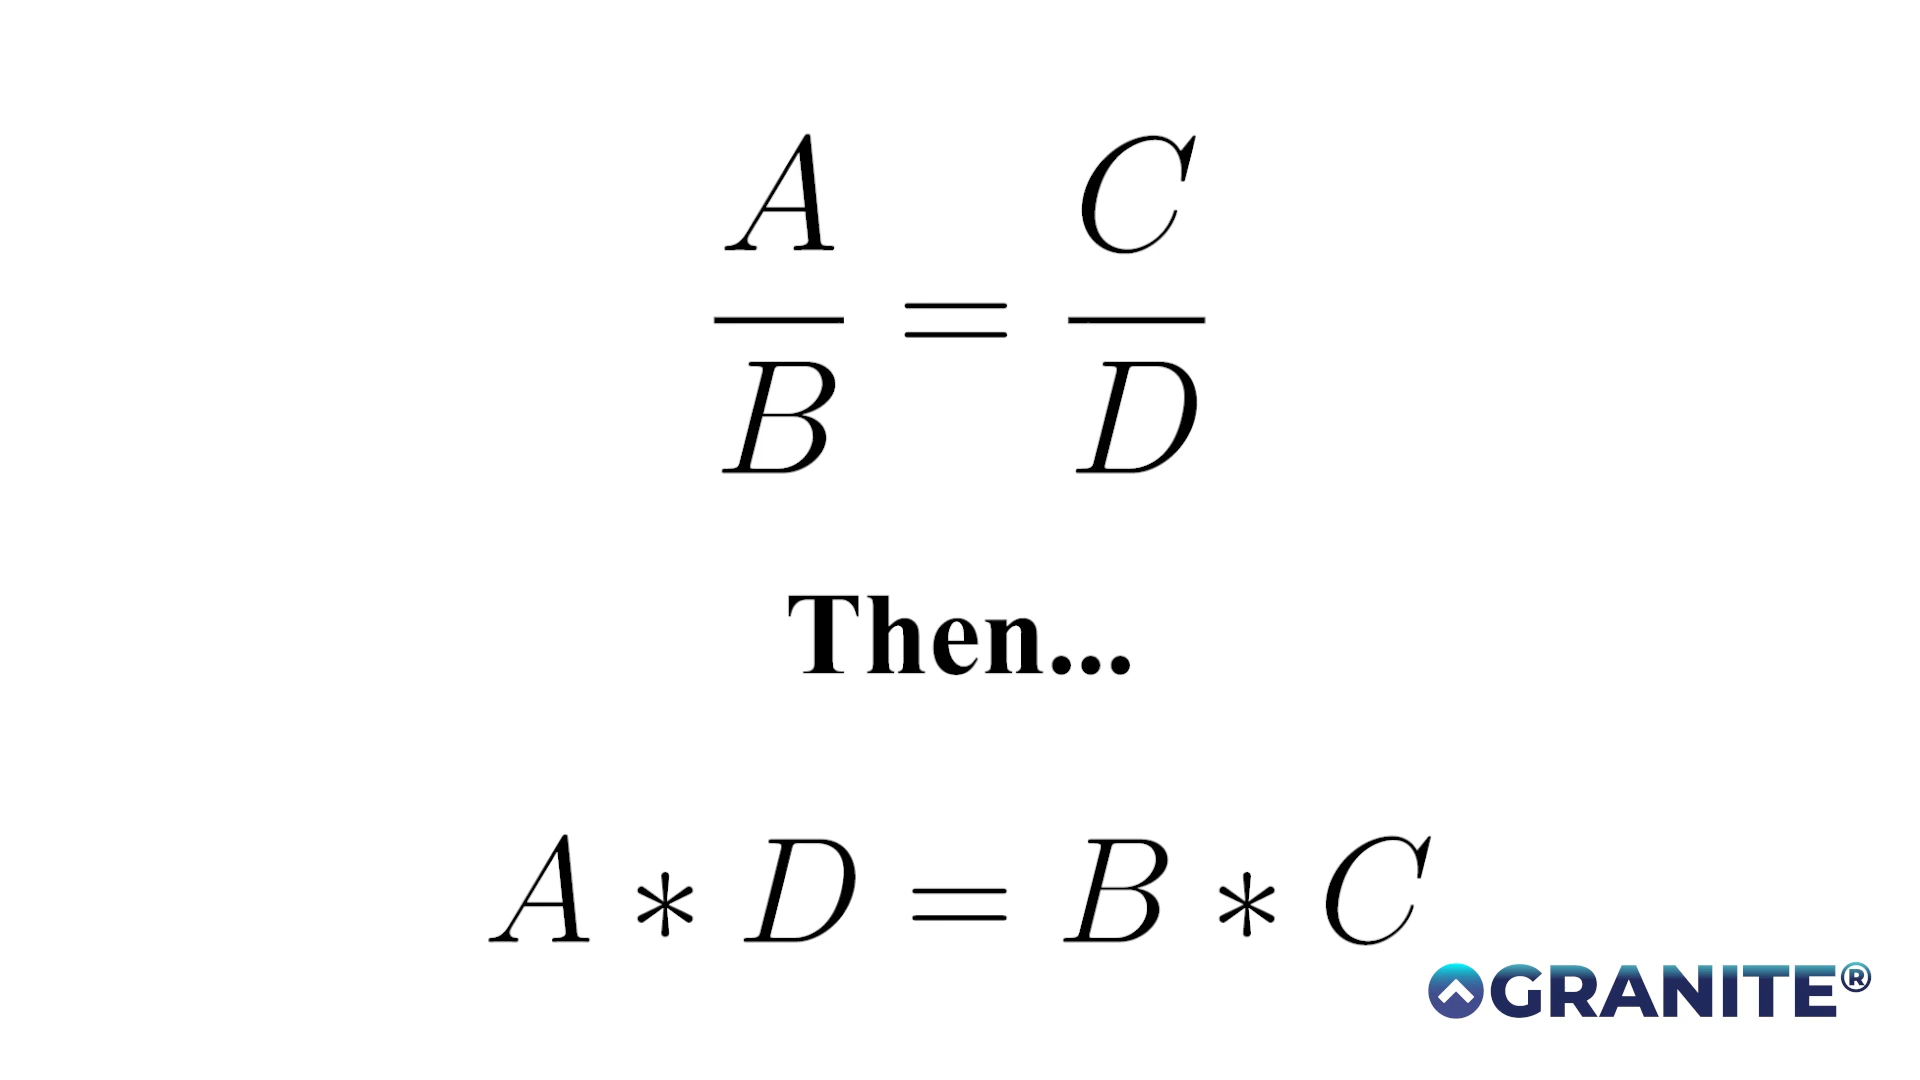 A/B = C/D
Then...
A * D = B * C
GRANITE®